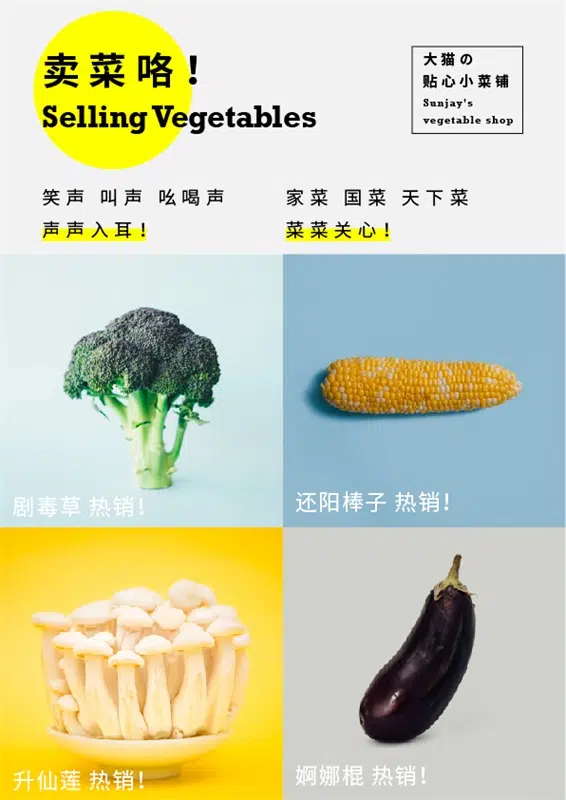 卖菜咯！
Selling Vegetables
大猫の
贴心小菜铺
Sunjay's
vegetable shop
笑声 叫声 吆喝声
声声入耳！
家菜 国菜 天下菜
菜菜关心！
剧毒草 热销！
还阳棒子 热销！
升仙莲 热销！
婀娜棍 热销！